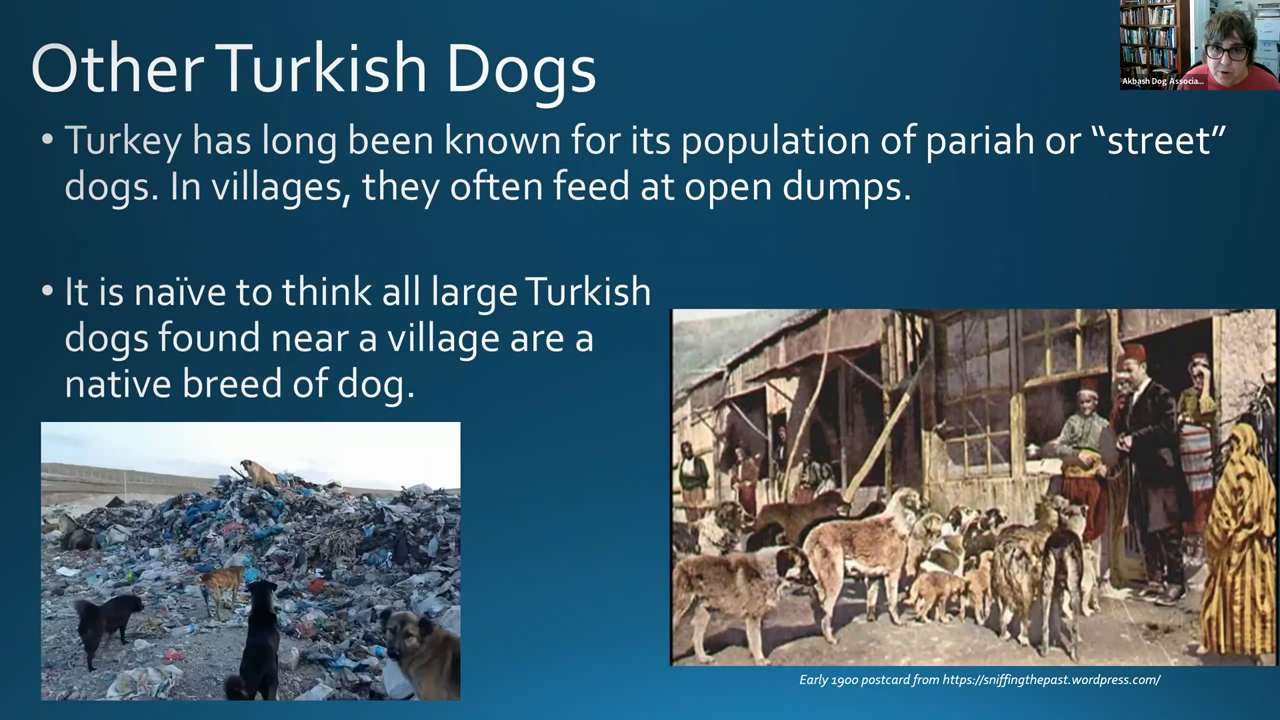 Other Turkish Dogs
Akbash Dog Associa...
• Turkey has long been known for its population of pariah or “street”
dogs. In villages, they often feed at open dumps.
• It is naïve to think all large Turkish
dogs found near a village are a
native breed of dog.
Early 1900 postcard from https://sniffingthepast.wordpress.com/